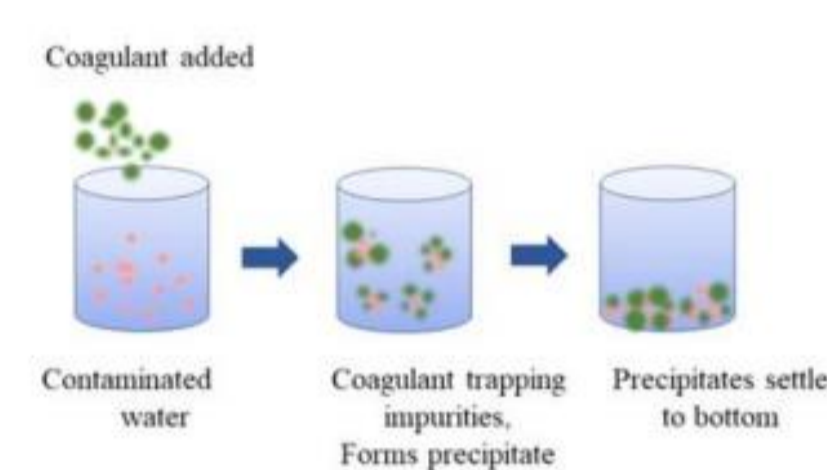 Coagulant added
Contaminated
water
Coagulant trapping
impurities,
Forms precipitate
Precipitates settle
to bottom